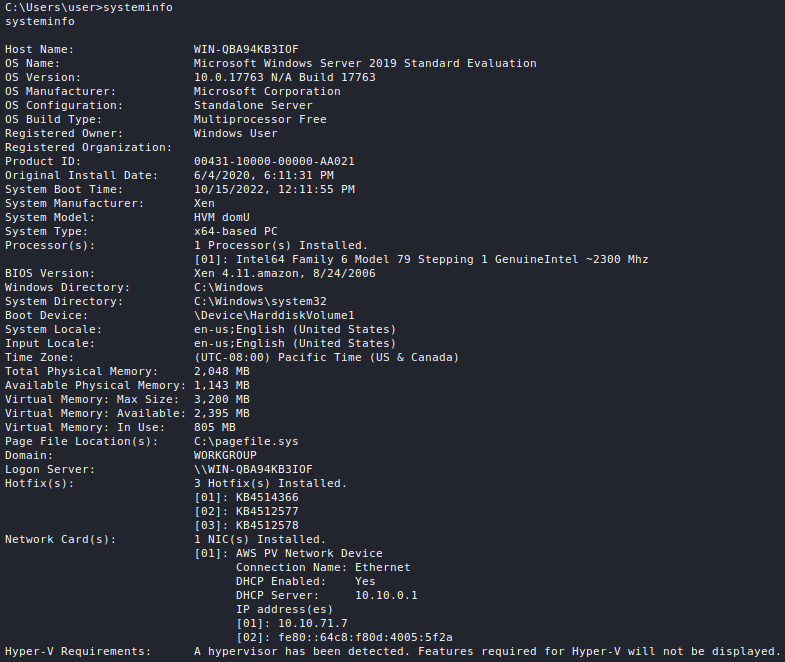 C:\Users\user>systeminfo
systeminfo

Host Name:                 WIN-QBA94KB3IOF
OS Name:                   Microsoft Windows Server 2019 Standard Evaluation
OS Version:                10.0.17763 N/A Build 17763
OS Manufacturer:           Microsoft Corporation
OS Configuration:          Standalone Server
OS Build Type:             Multiprocessor Free
Registered Owner:          Windows User
Registered Organization:
Product ID:                00431-10000-00000-AA021
Original Install Date:     6/4/2020, 6:11:31 PM
System Boot Time:          10/15/2022, 12:11:55 PM
System Manufacturer:       Xen
System Model:              HVM domU
System Type:               x64-based PC
Processor(s):              1 Processor(s) Installed.
                           [01]: Intel64 Family 6 Model 79 Stepping 1 GenuineIntel ~2300 Mhz
BIOS Version:              Xen 4.11.amazon, 8/24/2006
Windows Directory:         C:\Windows
System Directory:          C:\Windows\system32
Boot Device:               \Device\HarddiskVolume1
System Locale:             en-us;English (United States)
Input Locale:              en-us;English (United States)
Time Zone:                 (UTC-08:00) Pacific Time (US & Canada)
Total Physical Memory:     2,048 MB
Available Physical Memory: 1,143 MB
Virtual Memory: Max Size:  3,200 MB
Virtual Memory: Available: 2,395 MB
Virtual Memory: In Use:    805 MB
Page File Location(s):     C:\pagefile.sys
Domain:                    WORKGROUP
Logon Server:              \\WIN-QBA94KB3IOF
Hotfix(s):                 3 Hotfix(s) Installed.
                           [01]: KB4514366
                           [02]: KB4512577
                           [03]: KB4512578
Network Card(s):           1 NIC(s) Installed.
                           [01]: AWS PV Network Device
                                 Connection Name: Ethernet
                                 DHCP Enabled:    Yes
                                 DHCP Server:     10.10.0.1
                                 IP address(es)
                                 [01]: 10.10.71.7
                                 [02]: fe80::64c8:f80d:4005:5f2a
Hyper-V Requirements:      A hypervisor has been detected. Features required for Hyper-V will not be displayed.